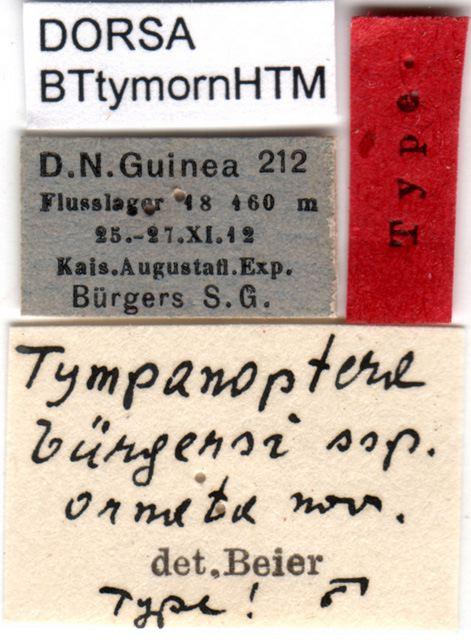 DORSA
BTtymornHTM
Type.
D.N.Guinea 212
Flusslager 18 460 m
25.-27.XI.12
Kais.Augustafl.Exp.
Bürgers S.G.
Tympanoptera
bürgersi ssp.
ornata nov.
det. Beier
Type! ♂